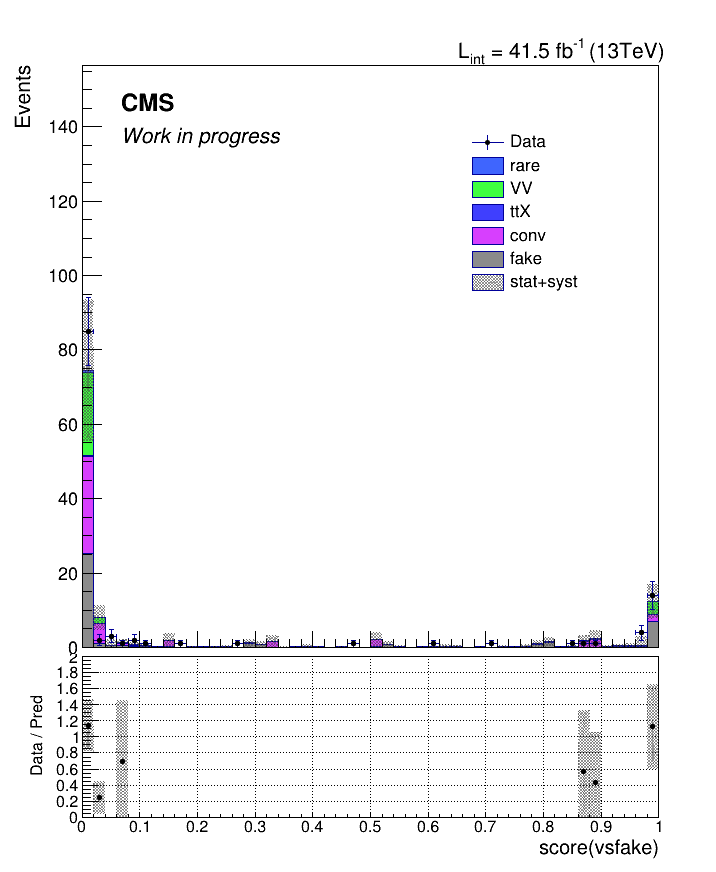 L_int = 41.5 fb^-1 (13TeV)
Events
CMS
Work in progress
Data
rare
VV
ttX
conv
fake
stat+syst
140
120
100
80
60
40
20
0
Data / Pred
2
1.8
1.6
1.4
1.2
1
0.8
0.6
0.4
0.2
0
0 0.1 0.2 0.3 0.4 0.5 0.6 0.7 0.8 0.9 1
score(vsfake)